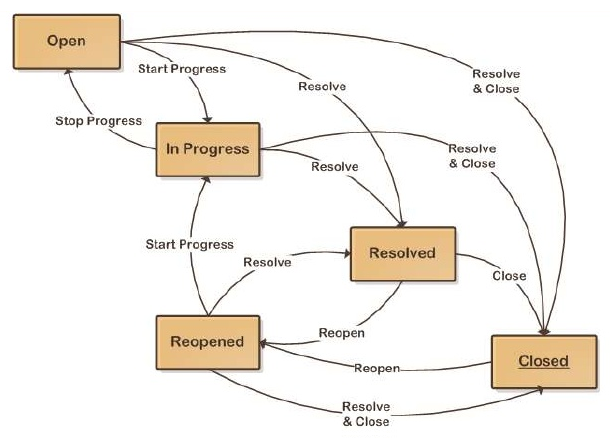 Open
Start Progress
Resolve
& Close
Resolve
Stop Progress
In Progress
Resolve
& Close
Resolve
Start Progress
Resolve
Resolved
Close
Reopen
Reopened
Closed
Reopen
Resolve
& Close